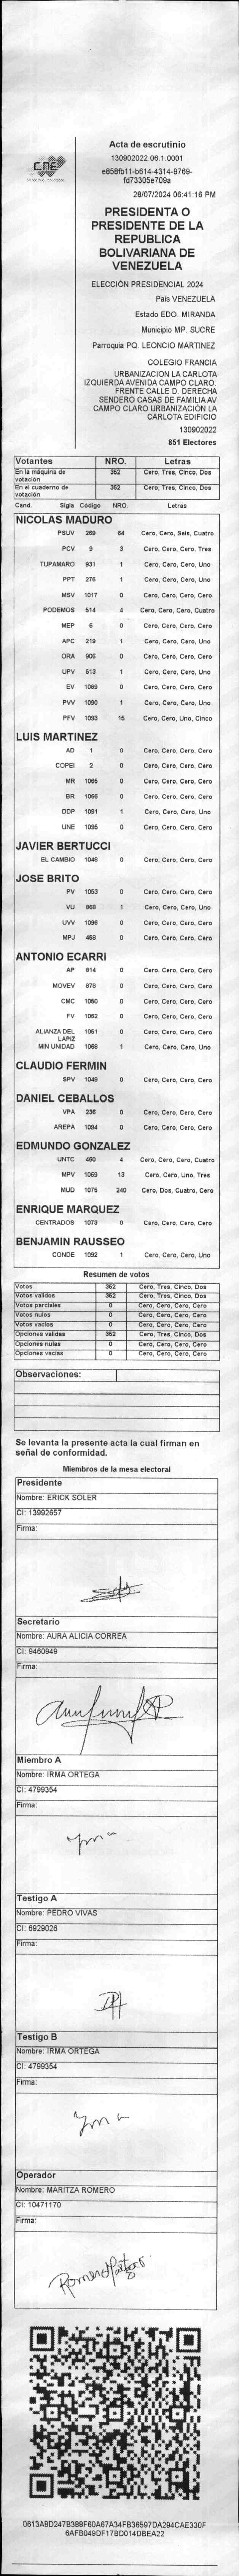 CNE
Acta de escrutinio
130902022.06.1.0001
e858fb11-b614-4314-9769-
fd73305e709a
28/07/2024 06:41:16 PM
PRESIDENTA O
PRESIDENTE DE LA
REPUBLICA
BOLIVARIANA DE
VENEZUELA
ELECCIÓN PRESIDENCIAL 2024
Pais VENEZUELA
Estado EDO. MIRANDA
Municipio MP. SUCRE
Parroquia PQ. LEONCIO MARTINEZ
COLEGIO FRANCIA
URBANIZACION LA CARLOTA
IZQUIERDA AVENIDA CAMPO CLARO.
FRENTE CALLE D. DERECHA
SENDERO CASAS DE FAMILIA AV
CAMPO CLARO URBANIZACIÓN LA
CARLOTA EDIFICIO
130902022
851 Electores
Votantes NRO. Letras
En la máquina de votación 352 Cero, Tres, Cinco, Dos
En el cuaderno de votación 352 Cero, Tres, Cinco, Dos
Cand. Sigla Codigo NRO. Letras
NICOLAS MADURO
PSUV 269 64 Cero, Cero, Seis, Cuatro
PCV 9 3 Cero, Cero, Cero, Tres
TUPAMARO 931 1 Cero, Cero, Cero, Uno
PPT 276 1 Cero, Cero, Cero, Uno
MSV 1017 0 Cero, Cero, Cero, Cero
PODEMOS 514 4 Cero, Cero, Cero, Cuatro
MEP 6 0 Cero, Cero, Cero, Cero
APC 219 1 Cero, Cero, Cero, Uno
ORA 906 0 Cero, Cero, Cero, Cero
UPV 513 1 Cero, Cero, Cero, Uno
EV 1089 0 Cero, Cero, Cero, Cero
PVV 1090 1 Cero, Cero, Cero, Uno
PFV 1093 15 Cero, Cero, Uno, Cinco
LUIS MARTINEZ
AD 1 0 Cero, Cero, Cero, Cero
COPEI 2 0 Cero, Cero, Cero, Cero
MR 1065 0 Cero, Cero, Cero, Cero
BR 1066 0 Cero, Cero, Cero, Cero
DDP 1091 1 Cero, Cero, Cero, Uno
UNE 1095 0 Cero, Cero, Cero, Cero
JAVIER BERTUCCI
EL CAMBIO 1048 0 Cero, Cero, Cero, Cero
JOSE BRITO
PV 1053 0 Cero, Cero, Cero, Cero
VU 868 1 Cero, Cero, Cero, Uno
UVV 1096 0 Cero, Cero, Cero, Cero
MPJ 458 0 Cero, Cero, Cero, Cero
ANTONIO ECARRI
AP 914 0 Cero, Cero, Cero, Cero
MOVEV 978 0 Cero, Cero, Cero, Cero
CMC 1050 0 Cero, Cero, Cero, Cero
FV 1062 0 Cero, Cero, Cero, Cero
ALIANZA DEL LAPIZ 1051 0 Cero, Cero, Cero, Cero
MIN UNIDAD 1058 1 Cero, Cero, Cero, Uno
CLAUDIO FERMIN
SPV 1049 0 Cero, Cero, Cero, Cero
DANIEL CEBALLOS
VPA 236 0 Cero, Cero, Cero, Cero
AREPA 1094 0 Cero, Cero, Cero, Cero
EDMUNDO GONZALEZ
UNTC 460 4 Cero, Cero, Cero, Cuatro
MPV 1069 13 Cero, Cero, Uno, Tres
MUD 1075 240 Cero, Dos, Cuatro, Cero
ENRIQUE MARQUEZ
CENTRADOS 1073 0 Cero, Cero, Cero, Cero
BENJAMIN RAUSSEO
CONDE 1092 1 Cero, Cero, Cero, Uno
Resumen de votos
Votos 352 Cero, Tres, Cinco, Dos
Votos validos 352 Cero, Tres, Cinco, Dos
Votos parciales 0 Cero, Cero, Cero, Cero
Votos nulos 0 Cero, Cero, Cero, Cero
Votos vacios 0 Cero, Cero, Cero, Cero
Opciones validas 352 Cero, Tres, Cinco, Dos
Opciones nulas 0 Cero, Cero, Cero, Cero
Opciones vacias 0 Cero, Cero, Cero, Cero
Observaciones:
Se levanta la presente acta la cual firman en
señal de conformidad.
Miembros de la mesa electoral
Presidente
Nombre: ERICK SOLER
CI: 13992657
Firma:
Secretario
Nombre: AURA ALICIA CORREA
CI: 9460949
Firma:
Miembro A
Nombre: IRMA ORTEGA
CI: 4799354
Firma:
Irma
Testigo A
Nombre: PEDRO VIVAS
CI: 6929026
Firma:
Testigo B
Nombre: IRMA ORTEGA
CI: 4799354
Firma:
Irma
Operador
Nombre: MARITZA ROMERO
CI: 10471170
Firma:
0813A8D247B388F60A67A34FB36597DA294CAE330F
6AFB049DF17BD014DBEA22